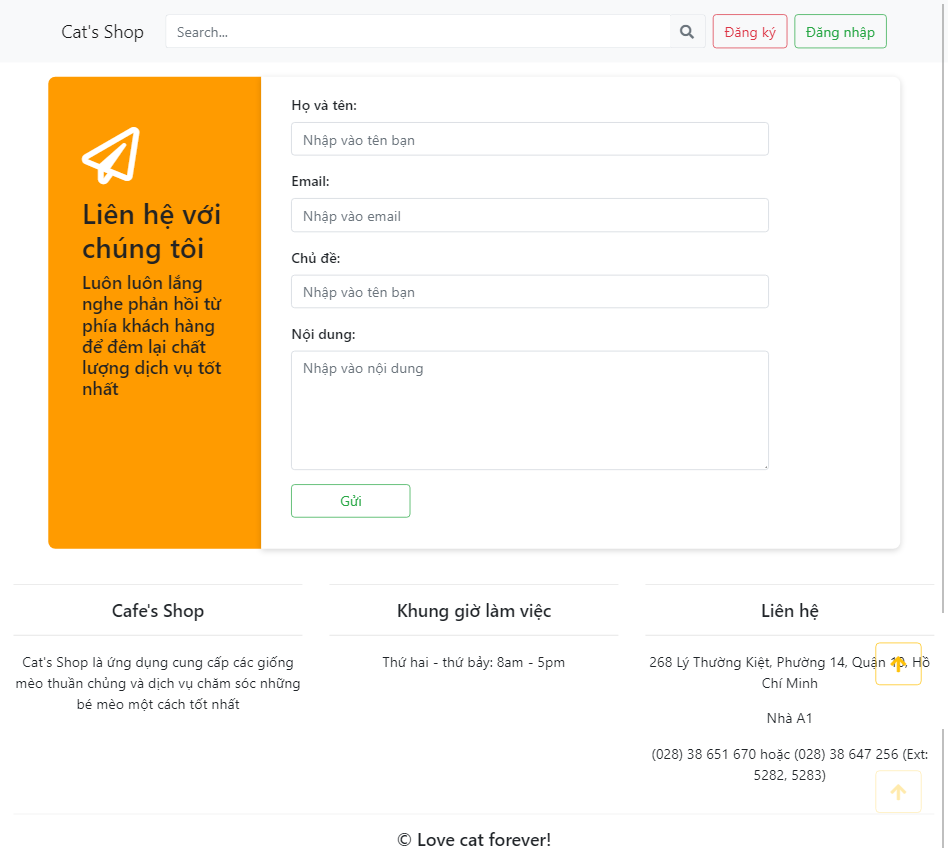 Cat's Shop
Search...
Đăng ký
Đăng nhập
Liên hệ với
chúng tôi
Luôn luôn lắng
nghe phản hồi từ
phía khách hàng
để đêm lại chất
lượng dịch vụ tốt
nhất
Họ và tên:
Nhập vào tên bạn
Email:
Nhập vào email
Chủ đề:
Nhập vào tên bạn
Nội dung:
Nhập vào nội dung
Gửi
Cafe's Shop
Cat's Shop là ứng dụng cung cấp các giống
mèo thuần chủng và dịch vụ chăm sóc những
bé mèo một cách tốt nhất
Khung giờ làm việc
Thứ hai - thứ bảy: 8am - 5pm
Liên hệ
268 Lý Thường Kiệt, Phường 14, Quận Hồ
Chí Minh
Nhà A1
(028) 38 651 670 hoặc (028) 38 647 256 (Ext:
5282, 5283)
© Love cat forever!